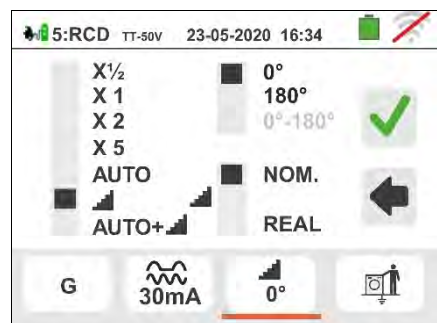 5:RCD TT-50V 23-05-2020 16:34
X½ 0°
X 1 180°
X 2 0°-180°
X 5
AUTO NOM.
AUTO+ REAL
G 30mA 0°